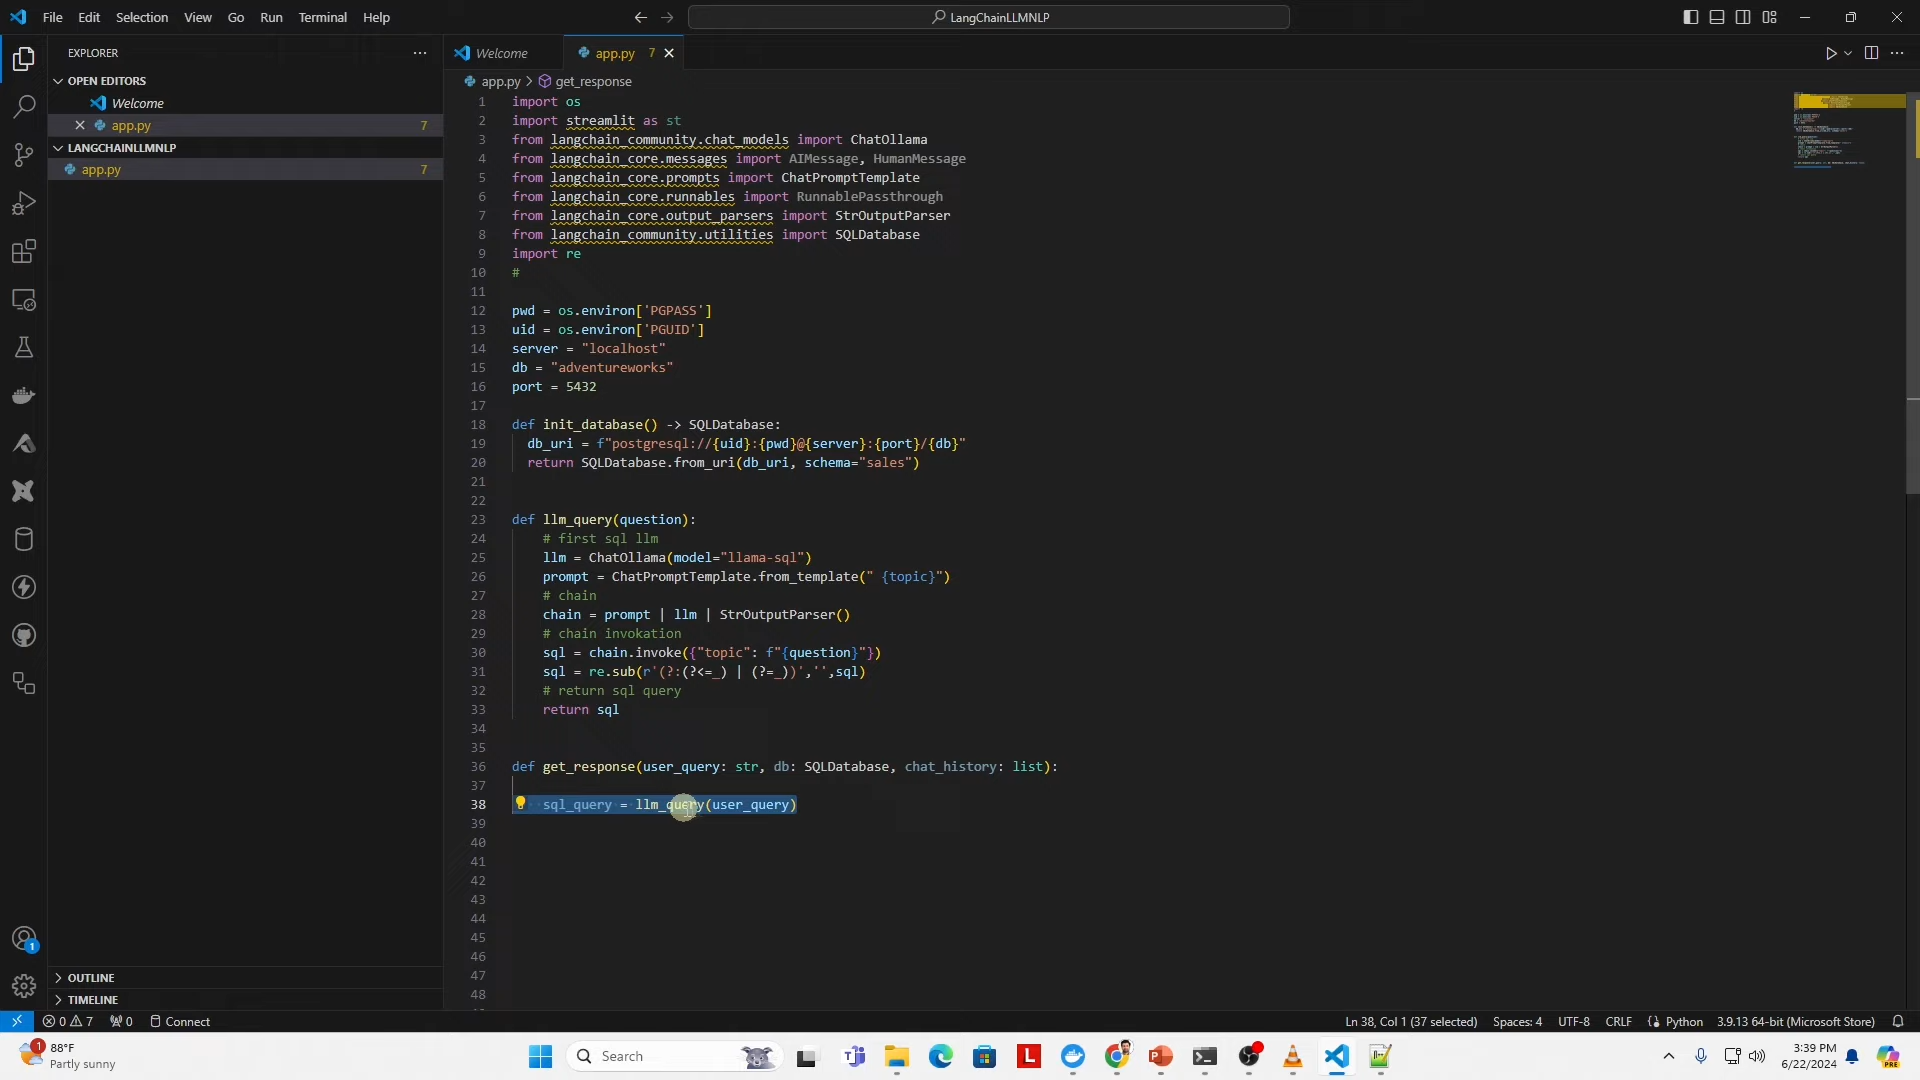 File Edit Selection View Go Run Terminal Help
LangChainLLMNLP
EXPLORER
OPEN EDITORS
Welcome
app.py 7
LANGCHAINLLMNLP
app.py 7
OUTLINE
TIMELINE
Welcome
app.py 7
app.py > get_response
1 import os
2 import streamlit as st
3 from langchain_community.chat_models import ChatOllama
4 from langchain_core.messages import AIMessage, HumanMessage
5 from langchain_core.prompts import ChatPromptTemplate
6 from langchain_core.runnables import RunnablePassthrough
7 from langchain_core.output_parsers import StrOutputParser
8 from langchain_community.utilities import SQLDatabase
9 import re
10 #
11
12 pwd = os.environ['PGPASS']
13 uid = os.environ['PGUID']
14 server = "localhost"
15 db = "adventureworks"
16 port = 5432
17
18 def init_database() -> SQLDatabase:
19 db_uri = f"postgresql://{uid}:{pwd}@{server}:{port}/{db}"
20 return SQLDatabase.from_uri(db_uri, schema="sales")
21
22
23 def llm_query(question):
24 # first sql llm
25 llm = ChatOllama(model="llama-sql")
26 prompt = ChatPromptTemplate.from_template(" {topic}")
27 # chain
28 chain = prompt | llm | StrOutputParser()
29 # chain invokation
30 sql = chain.invoke({"topic": f"{question}"})
31 sql = re.sub(r'(?:(?<=_) | (?=_))','',sql)
32 # return sql query
33 return sql
34
35
36 def get_response(user_query: str, db: SQLDatabase, chat_history: list):
37
38 sql_query = llm_query(user_query)
39
40
41
42
43
44
45
46
47
48
1
0 7 0 Connect
Ln 38, Col 1 (37 selected) Spaces: 4 UTF-8 CRLF Python 3.9.13 64-bit (Microsoft Store)
1
88°F
Partly sunny
Search
L
3:39 PM
6/22/2024
PRE